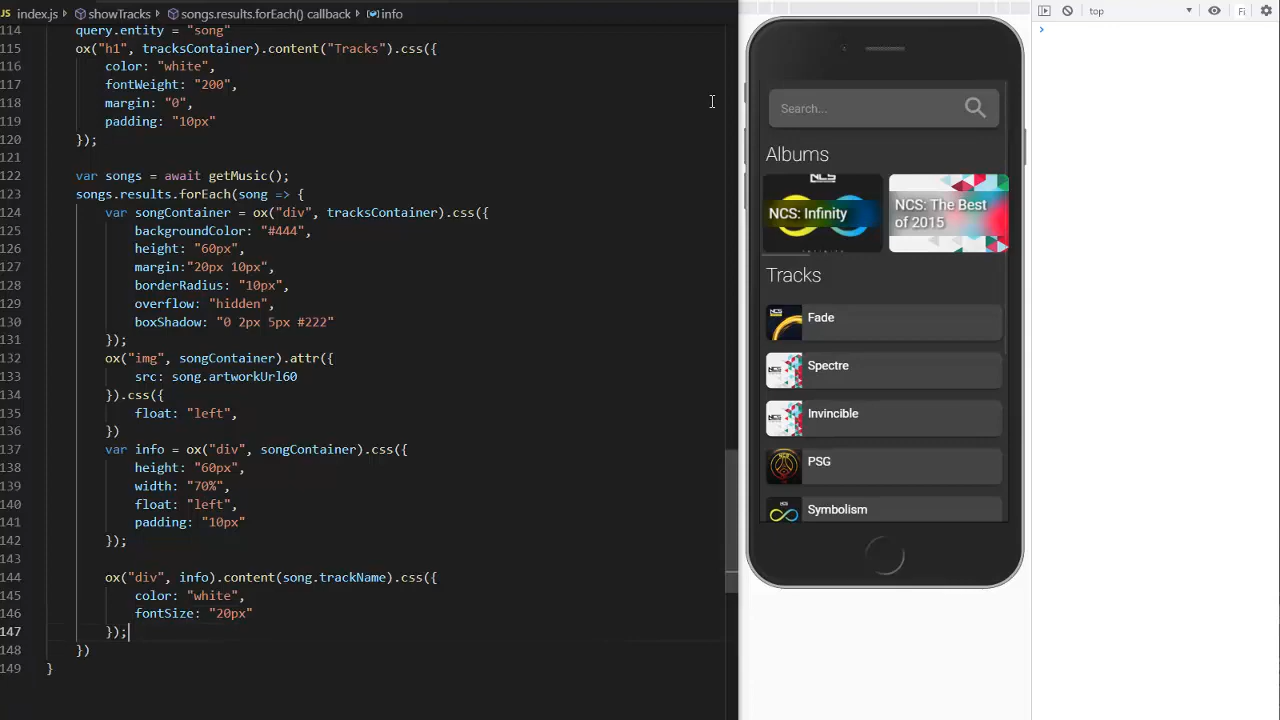 index.js > showTracks > songs.results.forEach() callback > info
114 query.entity = "song"
115 ox("h1", tracksContainer).content("Tracks").css({
116 color: "white",
117 fontWeight: "200",
118 margin: "0",
119 padding: "10px"
120 });
121
122 var songs = await getMusic();
123 songs.results.forEach(song => {
124 var songContainer = ox("div", tracksContainer).css({
125 backgroundColor: "#444",
126 height: "60px",
127 margin:"20px 10px",
128 borderRadius: "10px",
129 overflow: "hidden",
130 boxShadow: "0 2px 5px #222"
131 });
132 ox("img", songContainer).attr({
133 src: song.artworkUrl60
134 }).css({
135 float: "left",
136 })
137 var info = ox("div", songContainer).css({
138 height: "60px",
139 width: "70%",
140 float: "left",
141 padding: "10px"
142 });
143
144 ox("div", info).content(song.trackName).css({
145 color: "white",
146 fontSize: "20px"
147 });
148 })
149 }
Search...
Albums
NCS
NCS: Infinity
NCS: The Best
of 2015
Tracks
Fade
Spectre
Invincible
PSG
Symbolism
top
Fi